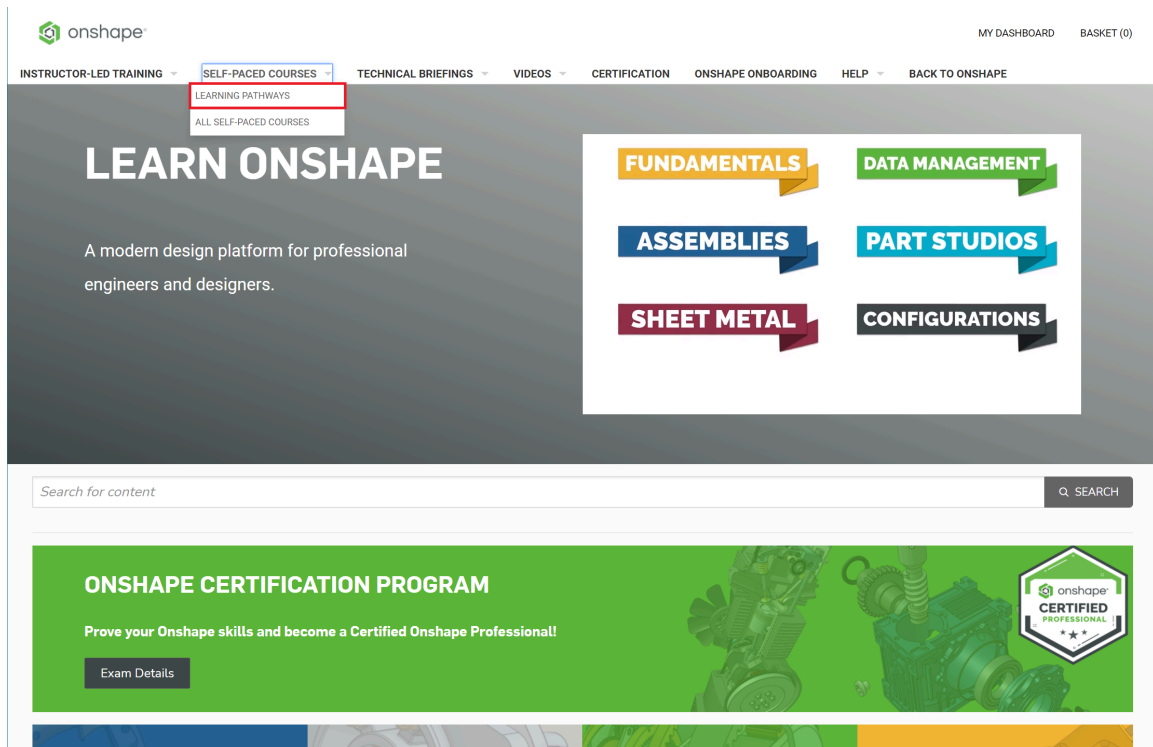 onshape
MY DASHBOARD BASKET (0)
INSTRUCTOR-LED TRAINING SELF-PACED COURSES TECHNICAL BRIEFINGS VIDEOS CERTIFICATION ONSHAPE ONBOARDING HELP BACK TO ONSHAPE
LEARNING PATHWAYS
ALL SELF-PACED COURSES
LEARN ONSHAPE
A modern design platform for professional
engineers and designers.
FUNDAMENTALS DATA MANAGEMENT
ASSEMBLIES PART STUDIOS
SHEET METAL CONFIGURATIONS
Search for content SEARCH
ONSHAPE CERTIFICATION PROGRAM
Prove your Onshape skills and become a Certified Onshape Professional!
Exam Details
onshape
CERTIFIED
PROFESSIONAL